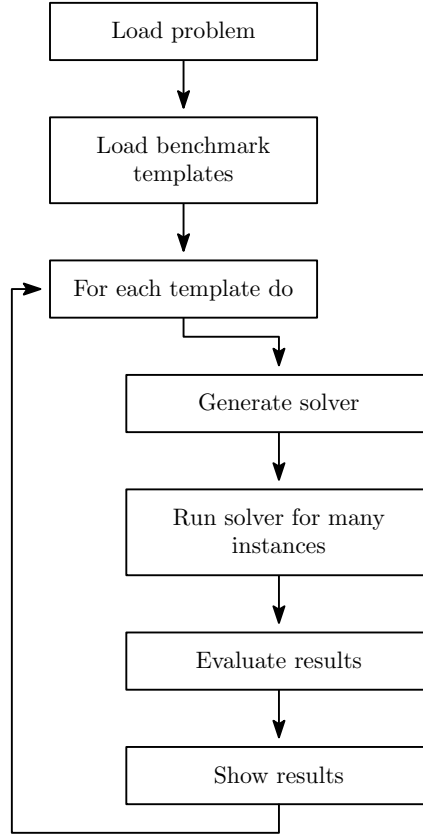 Load problem
Load benchmark
templates
For each template do
Generate solver
Run solver for many
instances
Evaluate results
Show results